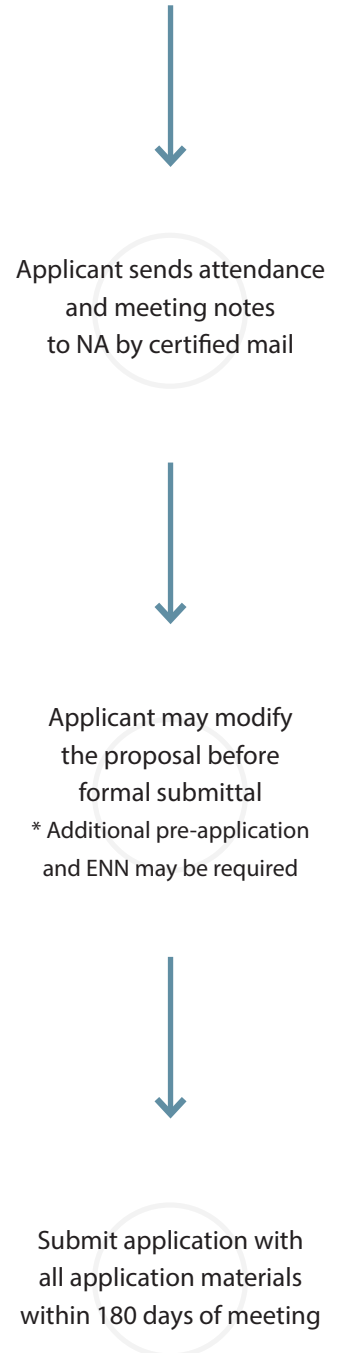 Applicant sends attendance
and meeting notes
to NA by certified mail
Applicant may modify
the proposal before
formal submittal
* Additional pre-application
and ENN may be required
Submit application with
all application materials
within 180 days of meeting